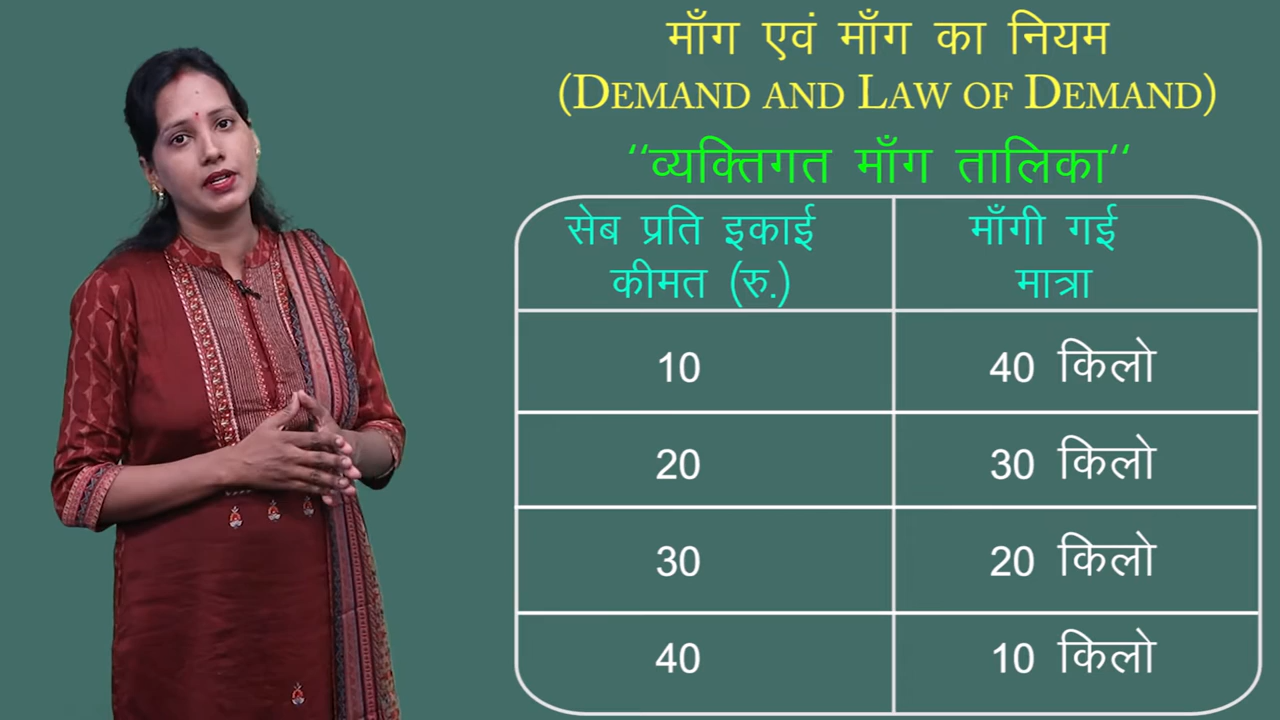 माँग एवं माँग का नियम
(DEMAND AND LAW OF DEMAND)
‘‘व्यक्तिगत माँग तालिका‘‘
सेब प्रति इकाई कीमत (रु.) माँगी गई मात्रा
10 40 किलो
20 30 किलो
30 20 किलो
40 10 किलो